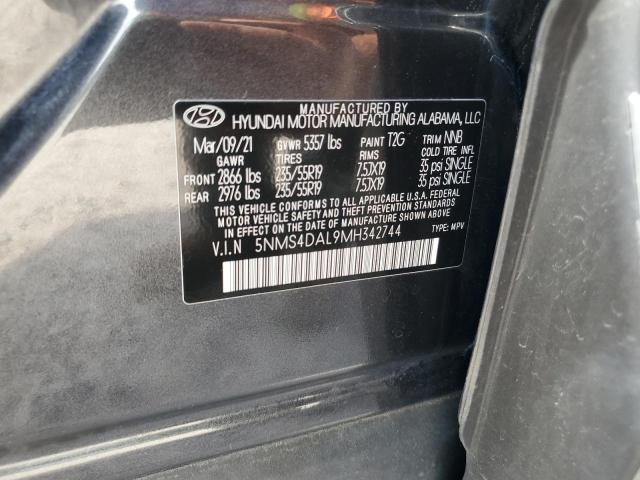 MANUFACTURED BY
HYUNDAI MOTOR MANUFACTURING ALABAMA, LLC
Mar/09/21 GVWR 5357 lbs PAINT T2G TRIM NNB
GAWR TIRES RIMS COLD TIRE INFL
FRONT 2866 lbs 235/55R19 7.5JX19 35 psi SINGLE
REAR 2976 lbs 235/55R19 7.5JX19 35 psi SINGLE
THIS VEHICLE CONFORMS TO ALL APPLICABLE U.S.A. FEDERAL
MOTOR VEHICLE SAFETY AND THEFT PREVENTION STANDARDS
IN EFFECT ON THE DATE OF MANUFACTURE SHOWN ABOVE
V.I.N 5NMS4DAL9MH342744 TYPE: MPV